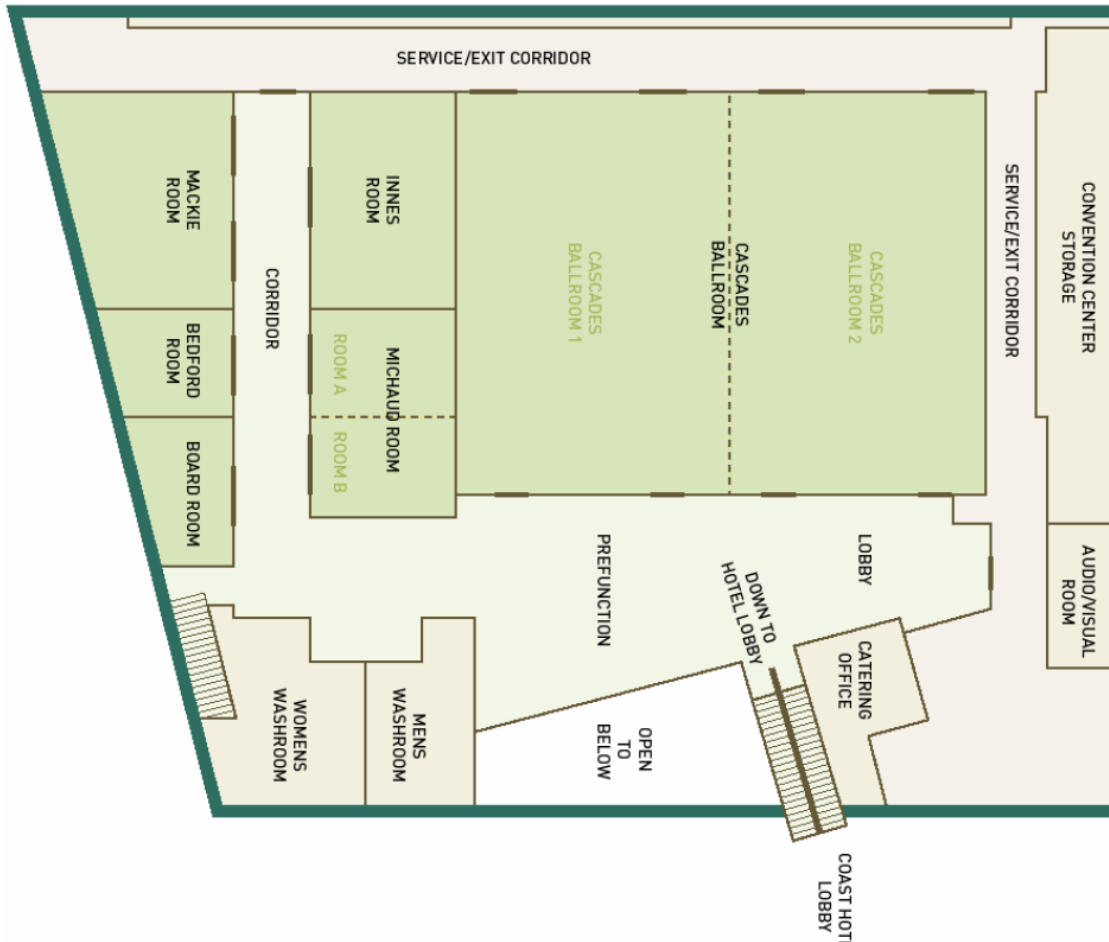 SERVICE/EXIT CORRIDOR
MACKIE
ROOM
INNES
ROOM
CASCADES
BALLROOM 1
CASCADES
BALLROOM
CASCADES
BALLROOM 2
SERVICE/EXIT CORRIDOR
CONVENTION CENTER
STORAGE
CORRIDOR
BEDFORD
ROOM
ROOM A
MICHAUD ROOM
ROOM B
BOARD ROOM
PREFUNCTION
LOBBY
DOWN TO
HOTEL LOBBY
AUDIO/VISUAL
ROOM
CATERING
OFFICE
WOMENS
WASHROOM
MENS
WASHROOM
OPEN
TO
BELOW
COAST HOT
LOBBY